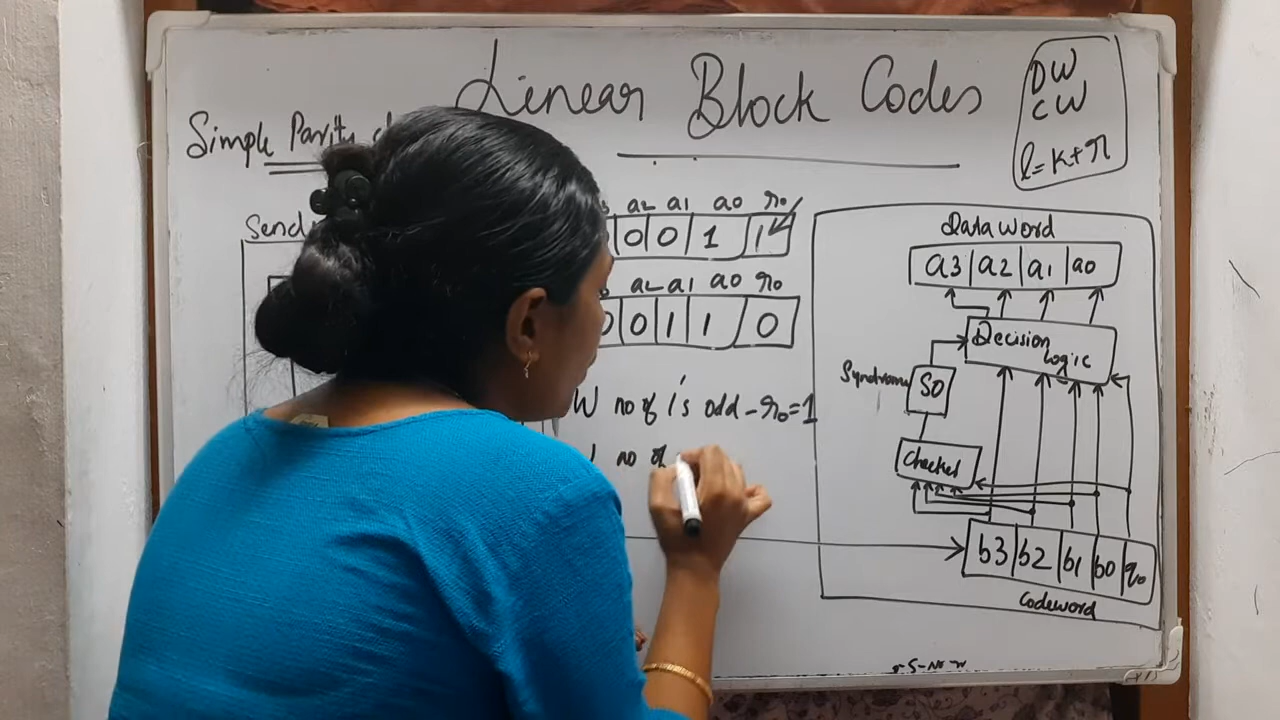 Linear Block Codes
DW
CW
l=k+r
Simple Parity
a2 a1 a0 r0
0 0 1 1
a2 a1 a0 r0
0 0 1 1 0
no of 1's odd - r0=1
no of
Dataword
a3 a2 a1 a0
Decision
Logic
Syndrome
S0
Checker
b3 b2 b1 b0 q0
Codeword